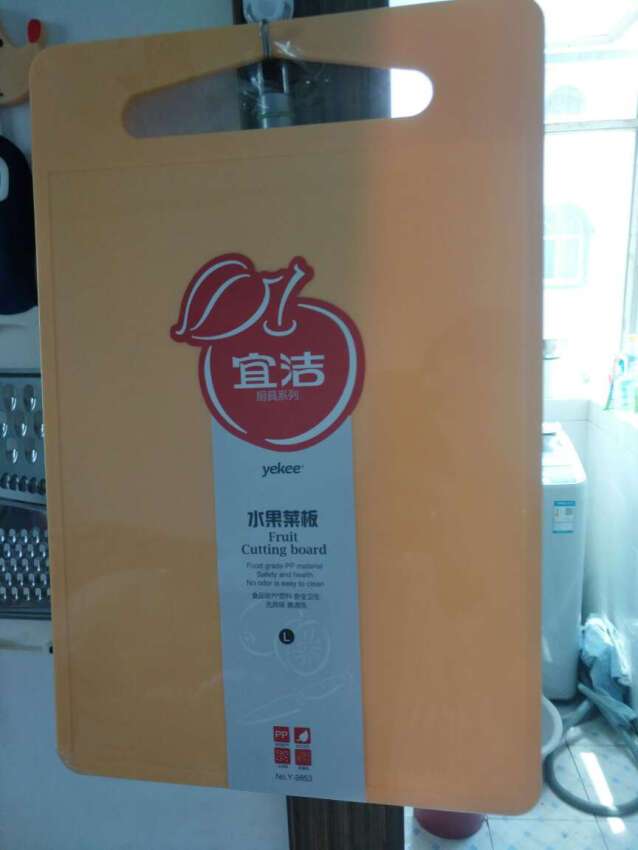 宜洁
厨具系列
yekee
水果菜板
Fruit
Cutting board
Food grade PP material
Safety and health
No odor is easy to clean
食品级PP塑料 安全卫生
无异味 易清洗
L
PP
No.Y-9853